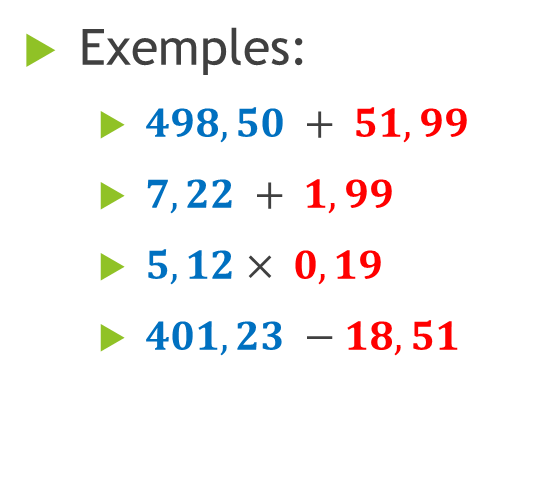 Exemples:
498,50 + 51,99
7,22 + 1,99
5,12 × 0,19
401,23 − 18,51